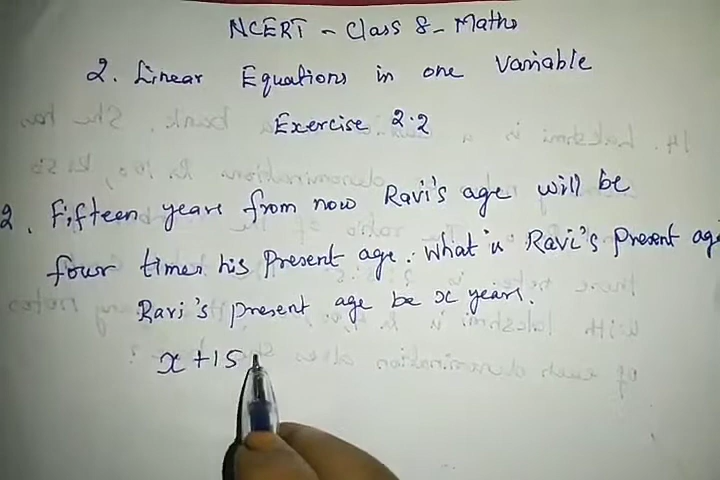 NCERT - Class 8 - Maths
2. Linear Equations in one Variable
Exercise 2.2
2. Fifteen years from now Ravi's age will be
four times his present age. What is Ravi's Present ag
Ravi's present age be x years.
x + 15